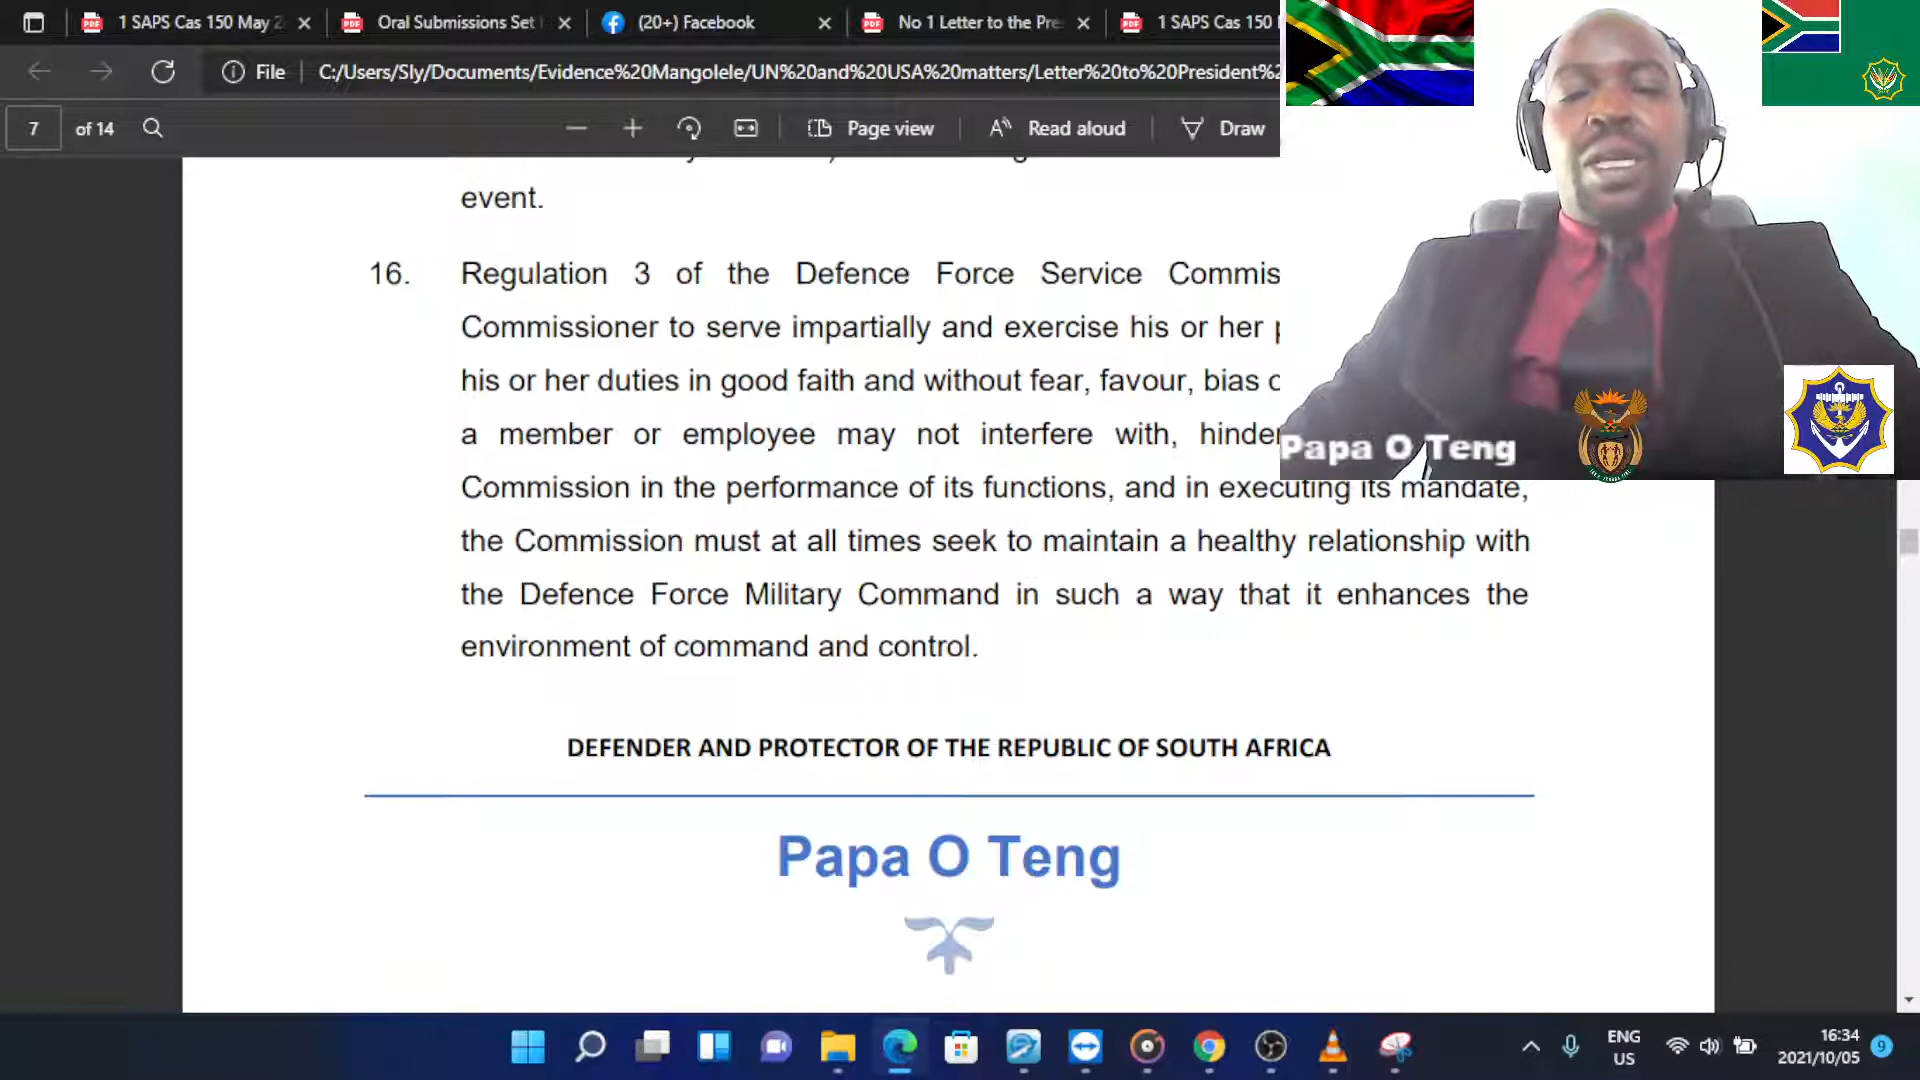 1 SAPS Cas 150 May 2
Oral Submissions Set
(20+) Facebook
No 1 Letter to the Pre
1 SAPS Cas 150
File
C:/Users/Sly/Documents/Evidence%20Mangolele/UN%20and%20USA%20matters/Letter%20to%20President%
7
of 14
Page view
Read aloud
Draw
event.
16. Regulation 3 of the Defence Force Service Commis
Commissioner to serve impartially and exercise his or her
his or her duties in good faith and without fear, favour, bias
a member or employee may not interfere with, hinder
Papa O Teng
Commission in the performance of its functions, and in executing its mandate,
the Commission must at all times seek to maintain a healthy relationship with
the Defence Force Military Command in such a way that it enhances the
environment of command and control.
DEFENDER AND PROTECTOR OF THE REPUBLIC OF SOUTH AFRICA
Papa O Teng
ENG
US
16:34
2021/10/05
9